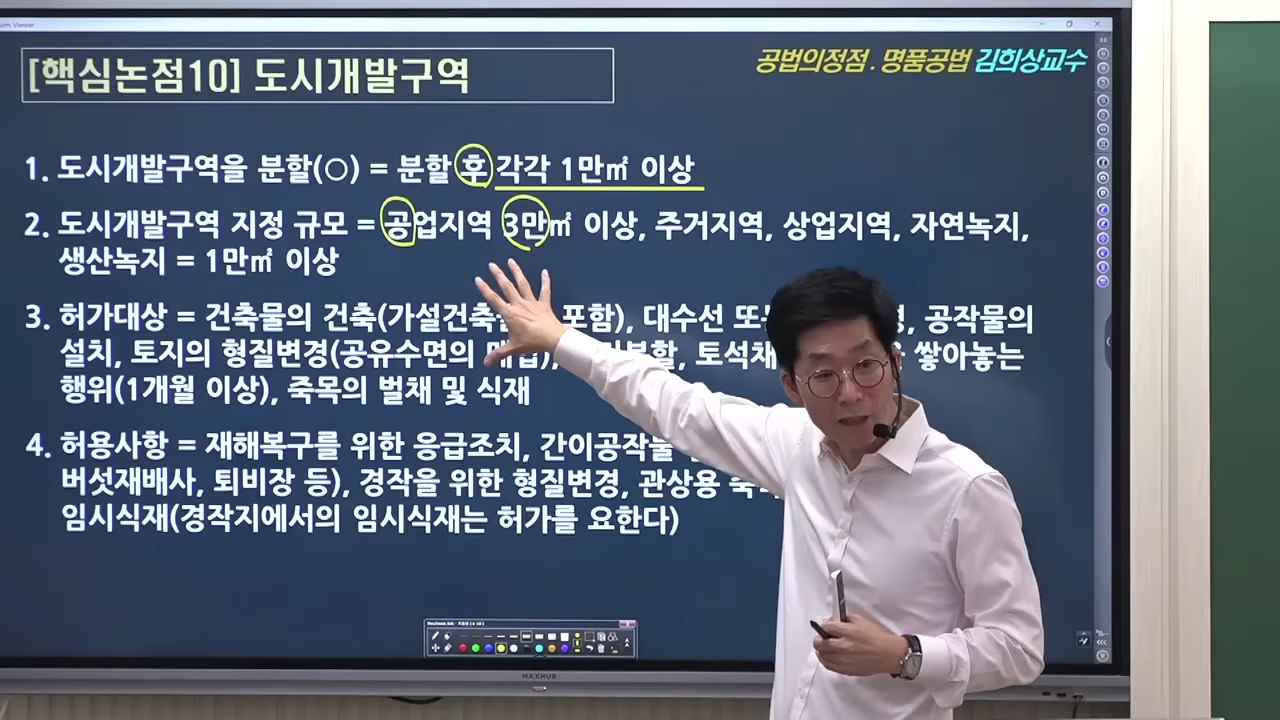 [핵심논점10] 도시개발구역
공법의정점. 명품공법 김희상교수
1. 도시개발구역을 분할(○) = 분할 후 각각 1만㎡ 이상
2. 도시개발구역 지정 규모 = 공업지역 3만㎡ 이상, 주거지역, 상업지역, 자연녹지,
생산녹지 = 1만㎡ 이상
3. 허가대상 = 건축물의 건축(가설건축 포함), 대수선 공작물의
설치, 토지의 형질변경(공유수면의 매립), 쌓아놓는
행위(1개월 이상), 죽목의 벌채 및 식재
4. 허용사항 = 재해복구를 위한 응급조치, 간이공작물
버섯재배사, 퇴비장 등), 경작을 위한 형질변경, 관상용
임시식재(경작지에서의 임시식재는 허가를 요한다)
MAXHUB